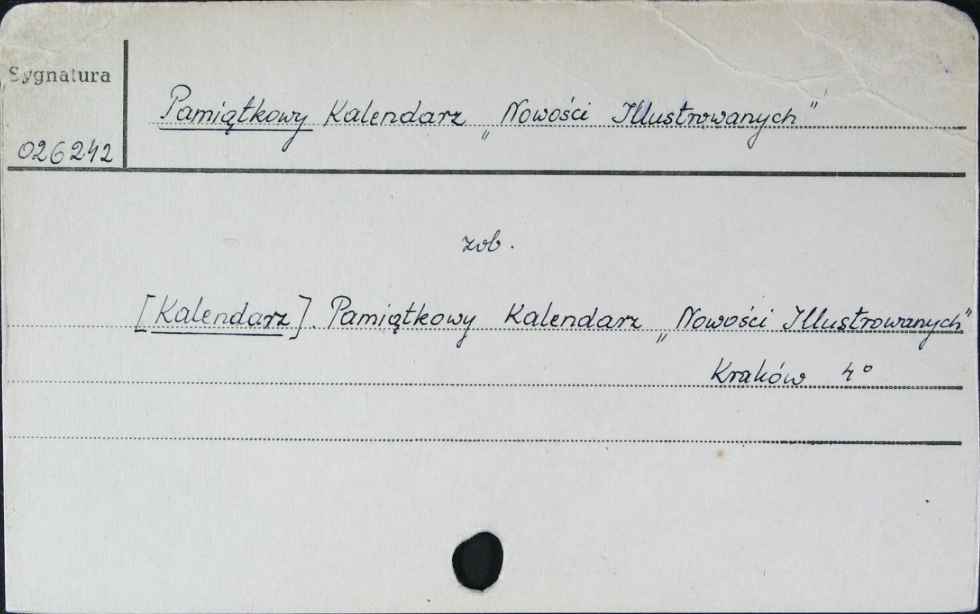 Sygnatura
Pamiątkowy Kalendarz „Nowości Illustrowanych"
026242
zob.
[Kalendarz]. Pamiątkowy Kalendarz „Nowości Illustrowanych"
Kraków 4°